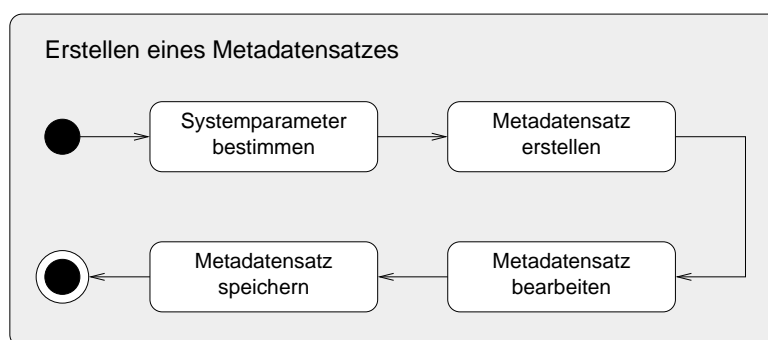 Erstellen eines Metadatensatzes
Systemparameter
bestimmen
Metadatensatz
erstellen
Metadatensatz
speichern
Metadatensatz
bearbeiten